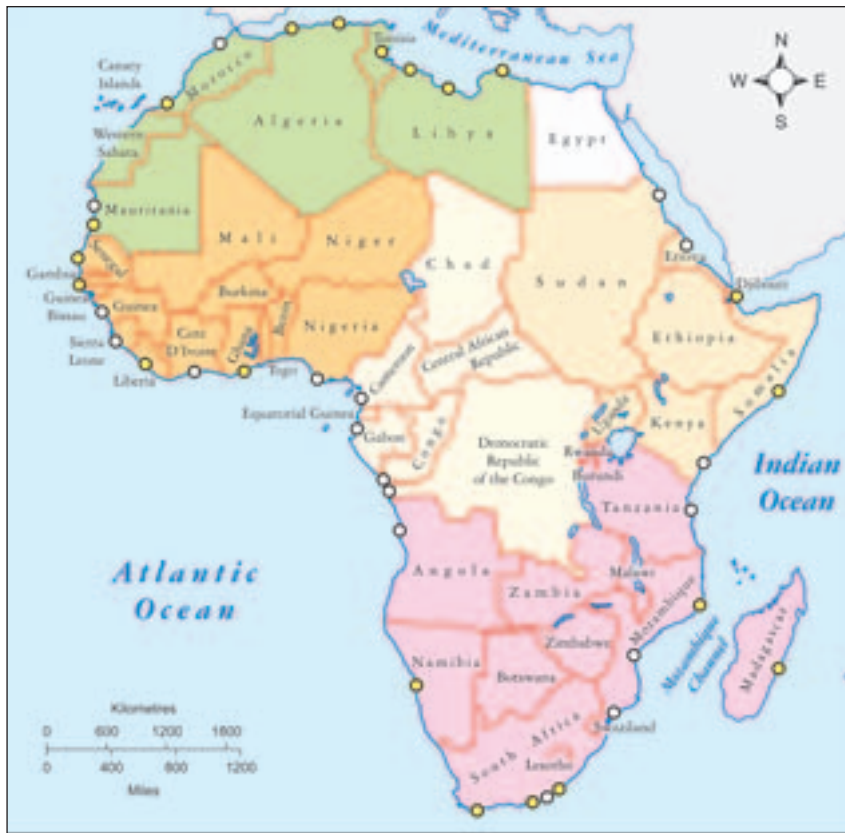 Mediterranean Sea
N
W E
S
Tunisia
Canary
Islands
Morocco
Western
Sahara
Algeria
Libya
Egypt
Mauritania
Mali
Niger
Chad
Sudan
Eritrea
Djibouti
Senegal
Gambia
Guinea
Bissau
Guinea
Sierra
Leone
Liberia
Cote
D'Ivoire
Burkina
Ghana
Togo
Benin
Nigeria
Cameroon
Central African
Republic
Ethiopia
Somalia
Equatorial Guinea
Gabon
Congo
Democratic
Republic
of the Congo
Uganda
Kenya
Rwanda
Burundi
Tanzania
Indian
Ocean
Atlantic
Ocean
Angola
Zambia
Malawi
Mozambique
Zimbabwe
Mozambique
Channel
Madagascar
Namibia
Botswana
Swaziland
South Africa
Lesotho
Kilometres
0 600 1200 1800
0 400 800 1200
Miles